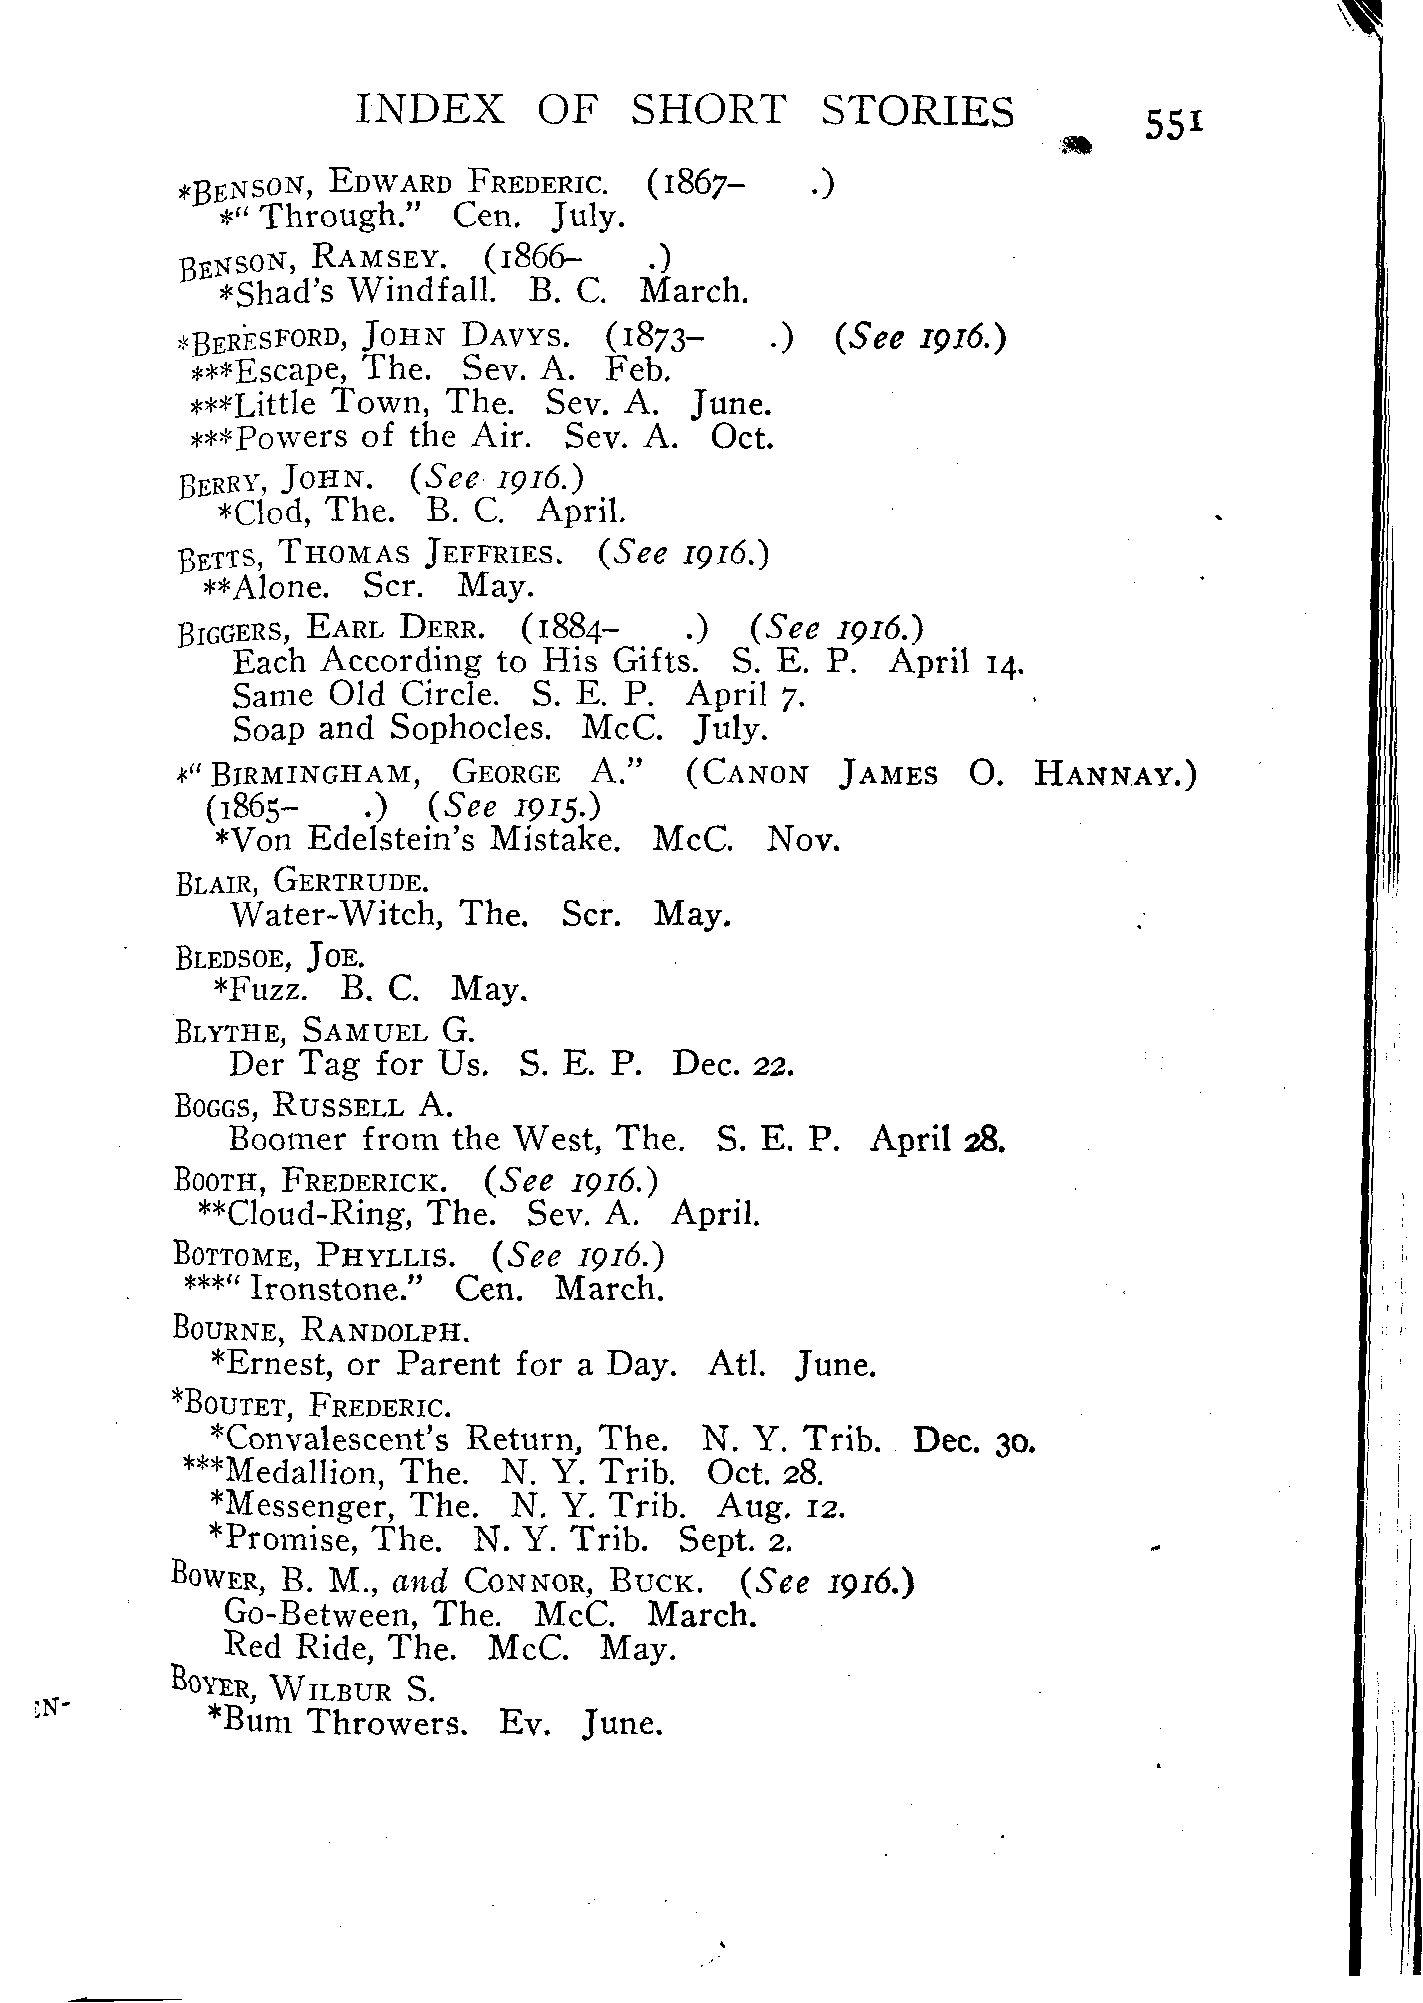 INDEX OF SHORT STORIES 551
*BENSON, EDWARD FREDERIC. (1867– .)
*“Through.” Cen. July.
BENSON, RAMSEY. (1866– .)
*Shad's Windfall. B. C. March.
*BERESFORD, JOHN DAVYS. (1873– .) (See 1916.)
***Escape, The. Sev. A. Feb.
***Little Town, The. Sev. A. June.
***Powers of the Air. Sev. A. Oct.
BERRY, JOHN. (See 1916.)
*Clod, The. B. C. April.
BETTS, THOMAS JEFFRIES. (See 1916.)
**Alone. Scr. May.
BIGGERS, EARL DERR. (1884– .) (See 1916.)
Each According to His Gifts. S. E. P. April 14.
Same Old Circle. S. E. P. April 7.
Soap and Sophocles. McC. July.
*“BIRMINGHAM, GEORGE A.” (CANON JAMES O. HANNAY.)
(1865– .) (See 1915.)
*Von Edelstein's Mistake. McC. Nov.
BLAIR, GERTRUDE.
Water-Witch, The. Scr. May.
BLEDSOE, JOE.
*Fuzz. B. C. May.
BLYTHE, SAMUEL G.
Der Tag for Us. S. E. P. Dec. 22.
BOGGS, RUSSELL A.
Boomer from the West, The. S. E. P. April 28.
BOOTH, FREDERICK. (See 1916.)
**Cloud-Ring, The. Sev. A. April.
BOTTOME, PHYLLIS. (See 1916.)
***“Ironstone.” Cen. March.
BOURNE, RANDOLPH.
*Ernest, or Parent for a Day. Atl. June.
*BOUTET, FREDERIC.
*Convalescent's Return, The. N. Y. Trib. Dec. 30.
***Medallion, The. N. Y. Trib. Oct. 28.
*Messenger, The. N. Y. Trib. Aug. 12.
*Promise, The. N. Y. Trib. Sept. 2.
BOWER, B. M., and CONNOR, BUCK. (See 1916.)
Go-Between, The. McC. March.
Red Ride, The. McC. May.
BOYER, WILBUR S.
*Bum Throwers. Ev. June.